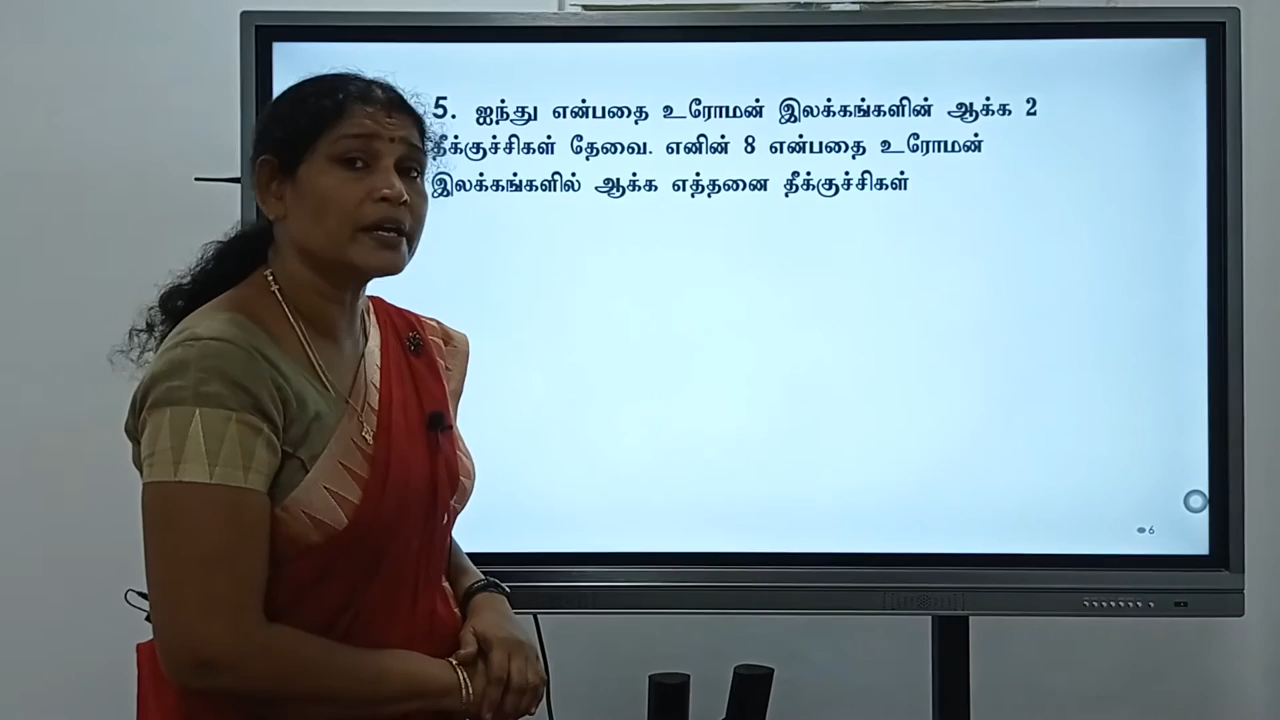 5. ஐந்து என்பதை உரோமன் இலக்கங்களின் ஆக்க 2
தீக்குச்சிகள் தேவை. எனின் 8 என்பதை உரோமன்
இலக்கங்களில் ஆக்க எத்தனை தீக்குச்சிகள்
6